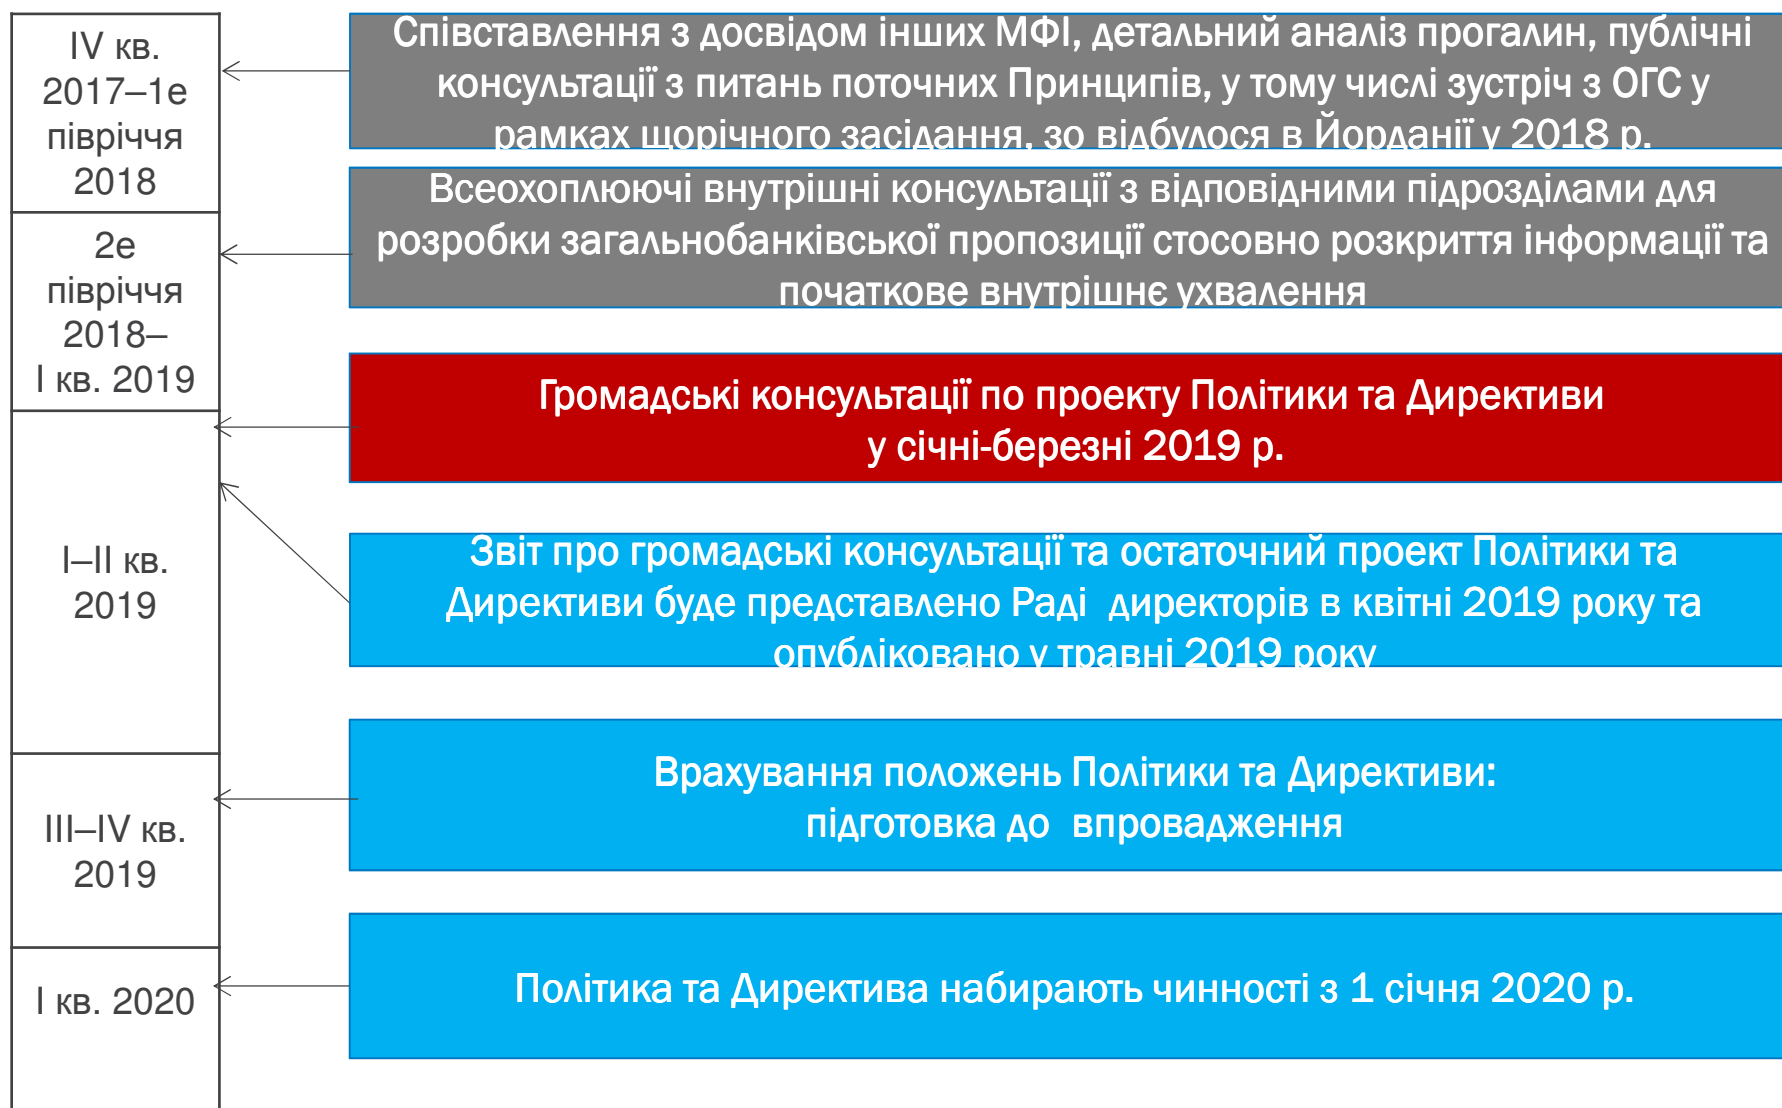 IV кв.
2017–1е
півріччя
2018
Співставлення з досвідом інших МФІ, детальний аналіз прогалин, публічні
консультації з питань поточних Принципів, у тому числі зустріч з ОГС у
рамках щорічного засідання, зо відбулося в Йорданії у 2018 р.
2е
півріччя
2018–
І кв. 2019
Всеохоплюючі внутрішні консультації з відповідними підрозділами для
розробки загальнобанківської пропозиції стосовно розкриття інформації та
початкове внутрішнє ухвалення
Громадські консультації по проекту Політики та Директиви
у січні-березні 2019 р.
І–ІІ кв.
2019
Звіт про громадські консультації та остаточний проект Політики та
Директиви буде представлено Раді директорів в квітні 2019 року та
опубліковано у травні 2019 року
ІІІ–IV кв.
2019
Врахування положень Політики та Директиви:
підготовка до впровадження
І кв. 2020
Політика та Директива набирають чинності з 1 січня 2020 р.